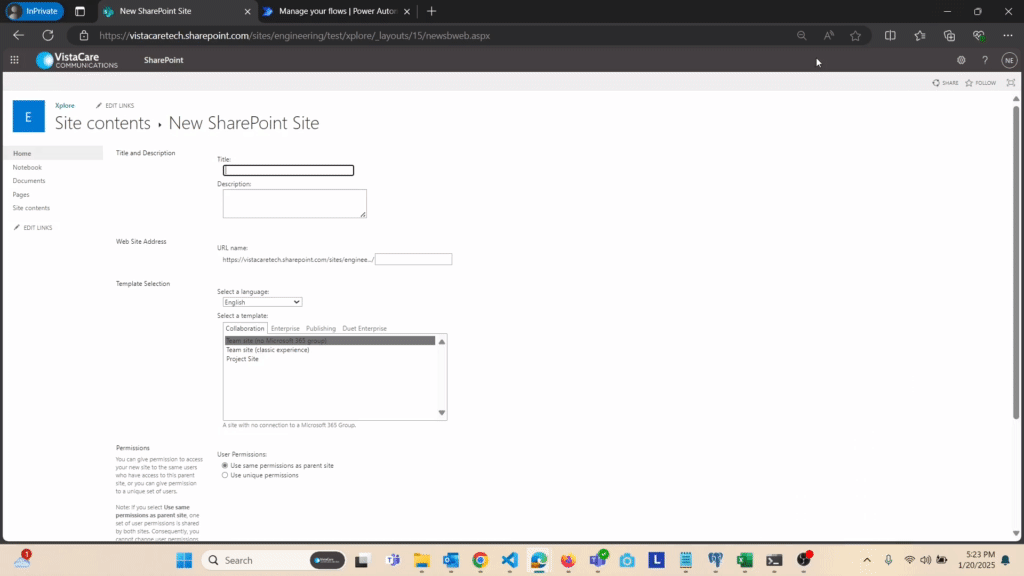 InPrivate
New SharePoint Site
Manage your flows | Power Auton
https://vistacaretech.sharepoint.com/sites/engineering/test/xplore/_layouts/15/newsbweb.aspx
VistaCare
COMMUNICATIONS
SharePoint
?
NE
SHARE
FOLLOW
E
Xplore
EDIT LINKS
Site contents ▸ New SharePoint Site
Home
Notebook
Documents
Pages
Site contents
EDIT LINKS
Title and Description
Title:
Description:
Web Site Address
URL name:
https://vistacaretech.sharepoint.com/sites/enginee.../
Template Selection
Select a language:
English
Select a template:
Collaboration Enterprise Publishing Duet Enterprise
Team site (no Microsoft 365 group)
Team site (classic experience)
Project Site
A site with no connection to a Microsoft 365 Group.
Permissions
You can give permission to access
your new site to the same users
who have access to this parent
site, or you can give permission
to a unique set of users.
Note: If you select Use same
permissions as parent site, one
set of user permissions is shared
by both sites. Consequently, you
cannot change user permissions
User Permissions:
Use same permissions as parent site
Use unique permissions
1
Search
L
5:23 PM
1/20/2025